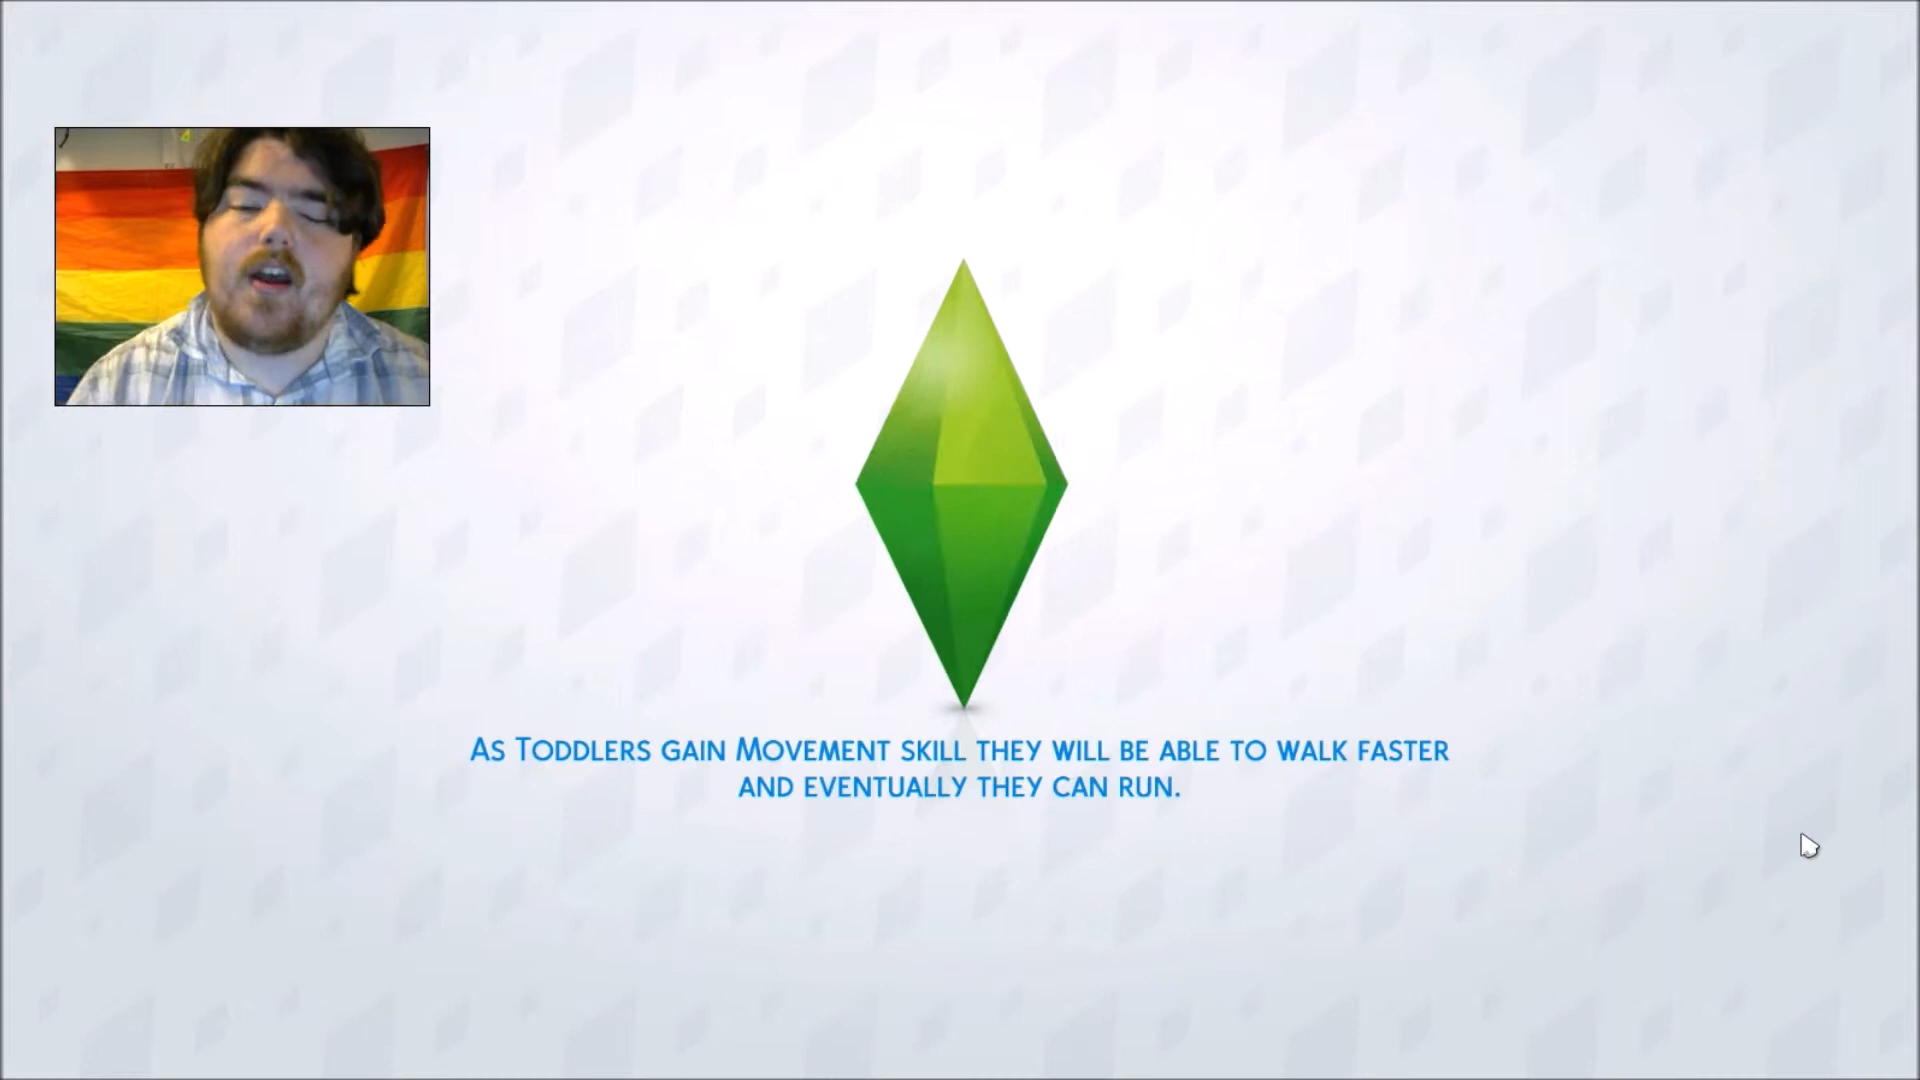 As Toddlers gain Movement skill they will be able to walk faster
and eventually they can run.